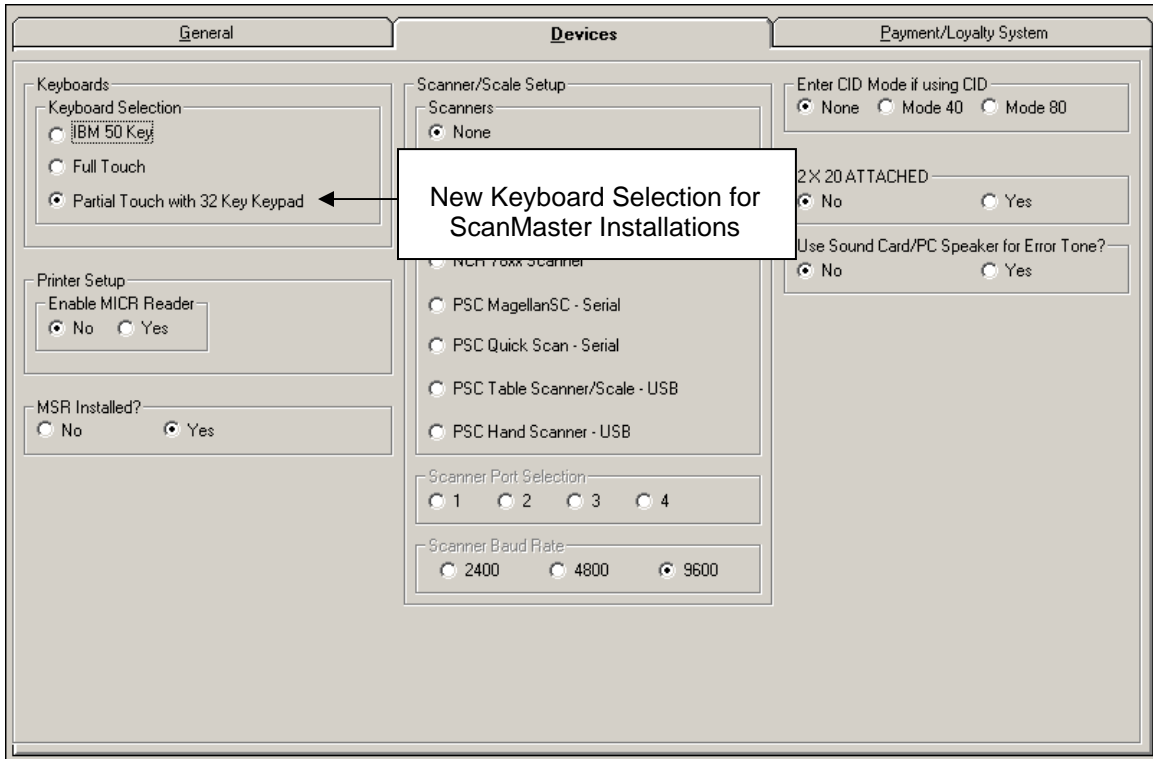 General
Devices
Payment/Loyalty System
Keyboards
Keyboard Selection
IBM 50 Key
Full Touch
Partial Touch with 32 Key Keypad
Printer Setup
Enable MICR Reader
No Yes
MSR Installed?
No Yes
Scanner/Scale Setup
Scanners
None
New Keyboard Selection for
ScanMaster Installations
NCR 78xx Scanner
PSC MagellanSC - Serial
PSC Quick Scan - Serial
PSC Table Scanner/Scale - USB
PSC Hand Scanner - USB
Scanner Port Selection
1 2 3 4
Scanner Baud Rate
2400 4800 9600
Enter CID Mode if using CID
None Mode 40 Mode 80
2 X 20 ATTACHED
No Yes
Use Sound Card/PC Speaker for Error Tone?
No Yes